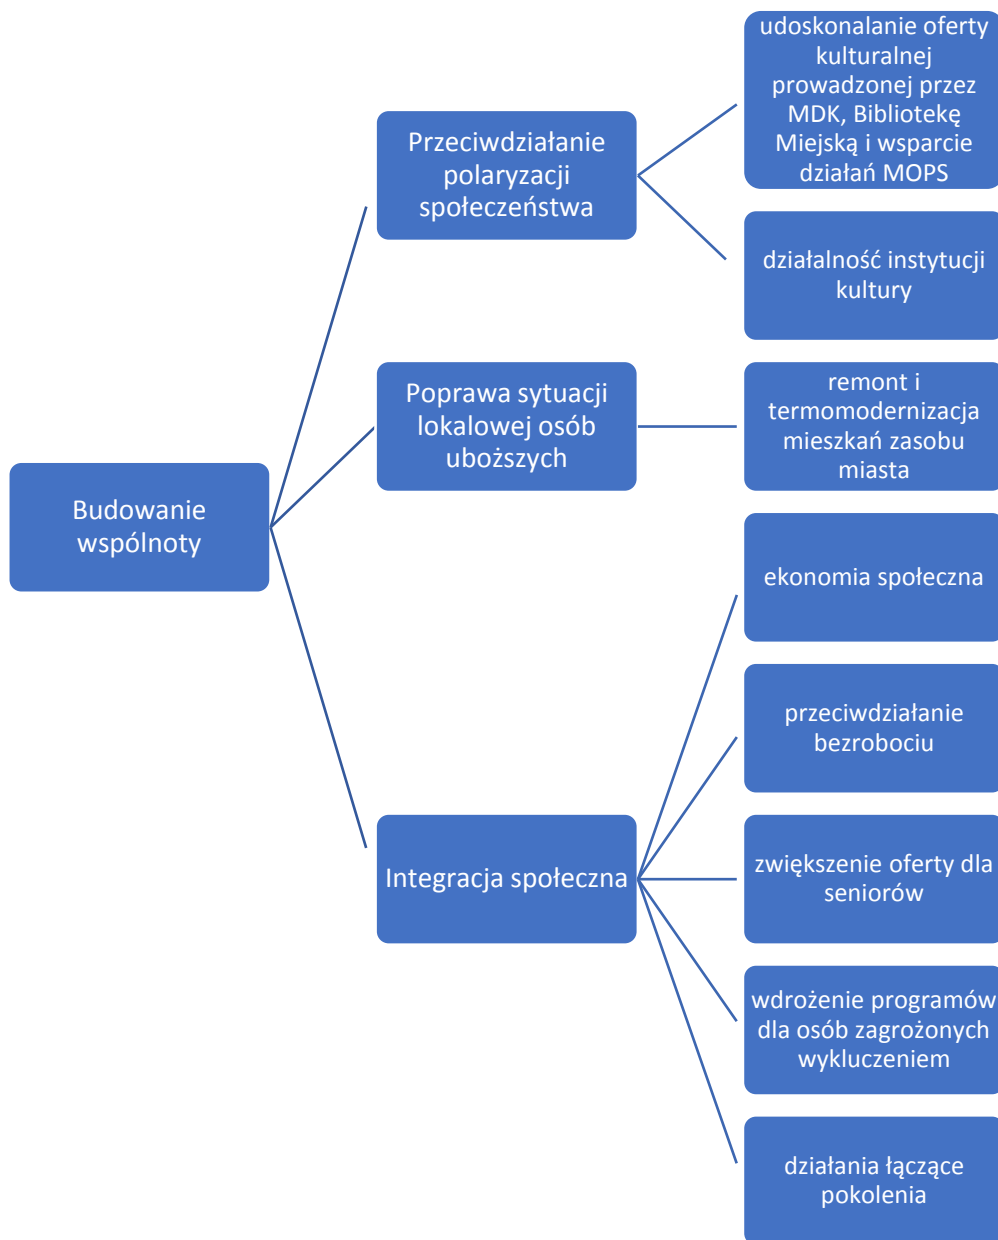 Budowanie
wspólnoty
Przeciwdziałanie
polaryzacji
społeczeństwa
udoskonalanie oferty
kulturalnej
prowadzonej przez
MDK, Bibliotekę
Miejską i wsparcie
działań MOPS
działalność instytucji
kultury
Poprawa sytuacji
lokalowej osób
uboższych
remont i
termomodernizacja
mieszkań zasobu
miasta
Integracja społeczna
ekonomia społeczna
przeciwdziałanie
bezrobociu
zwiększenie oferty dla
seniorów
wdrożenie programów
dla osób zagrożonych
wykluczeniem
działania łączące
pokolenia